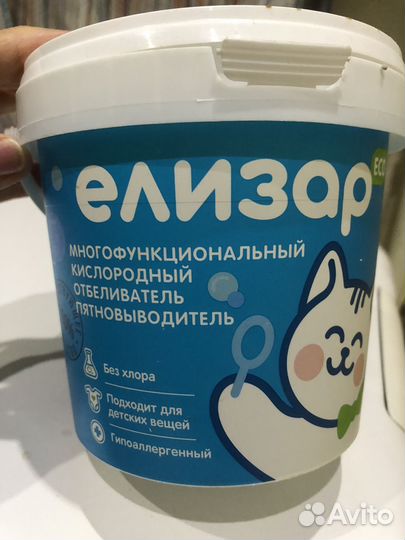 елизар
ECO
МНОГОФУНКЦИОНАЛЬНЫЙ
КИСЛОРОДНЫЙ
ОТБЕЛИВАТЕЛЬ
ПЯТНОВЫВОДИТЕЛЬ
Без хлора
Подходит для
детских вещей
Гипоаллергенный
Avito